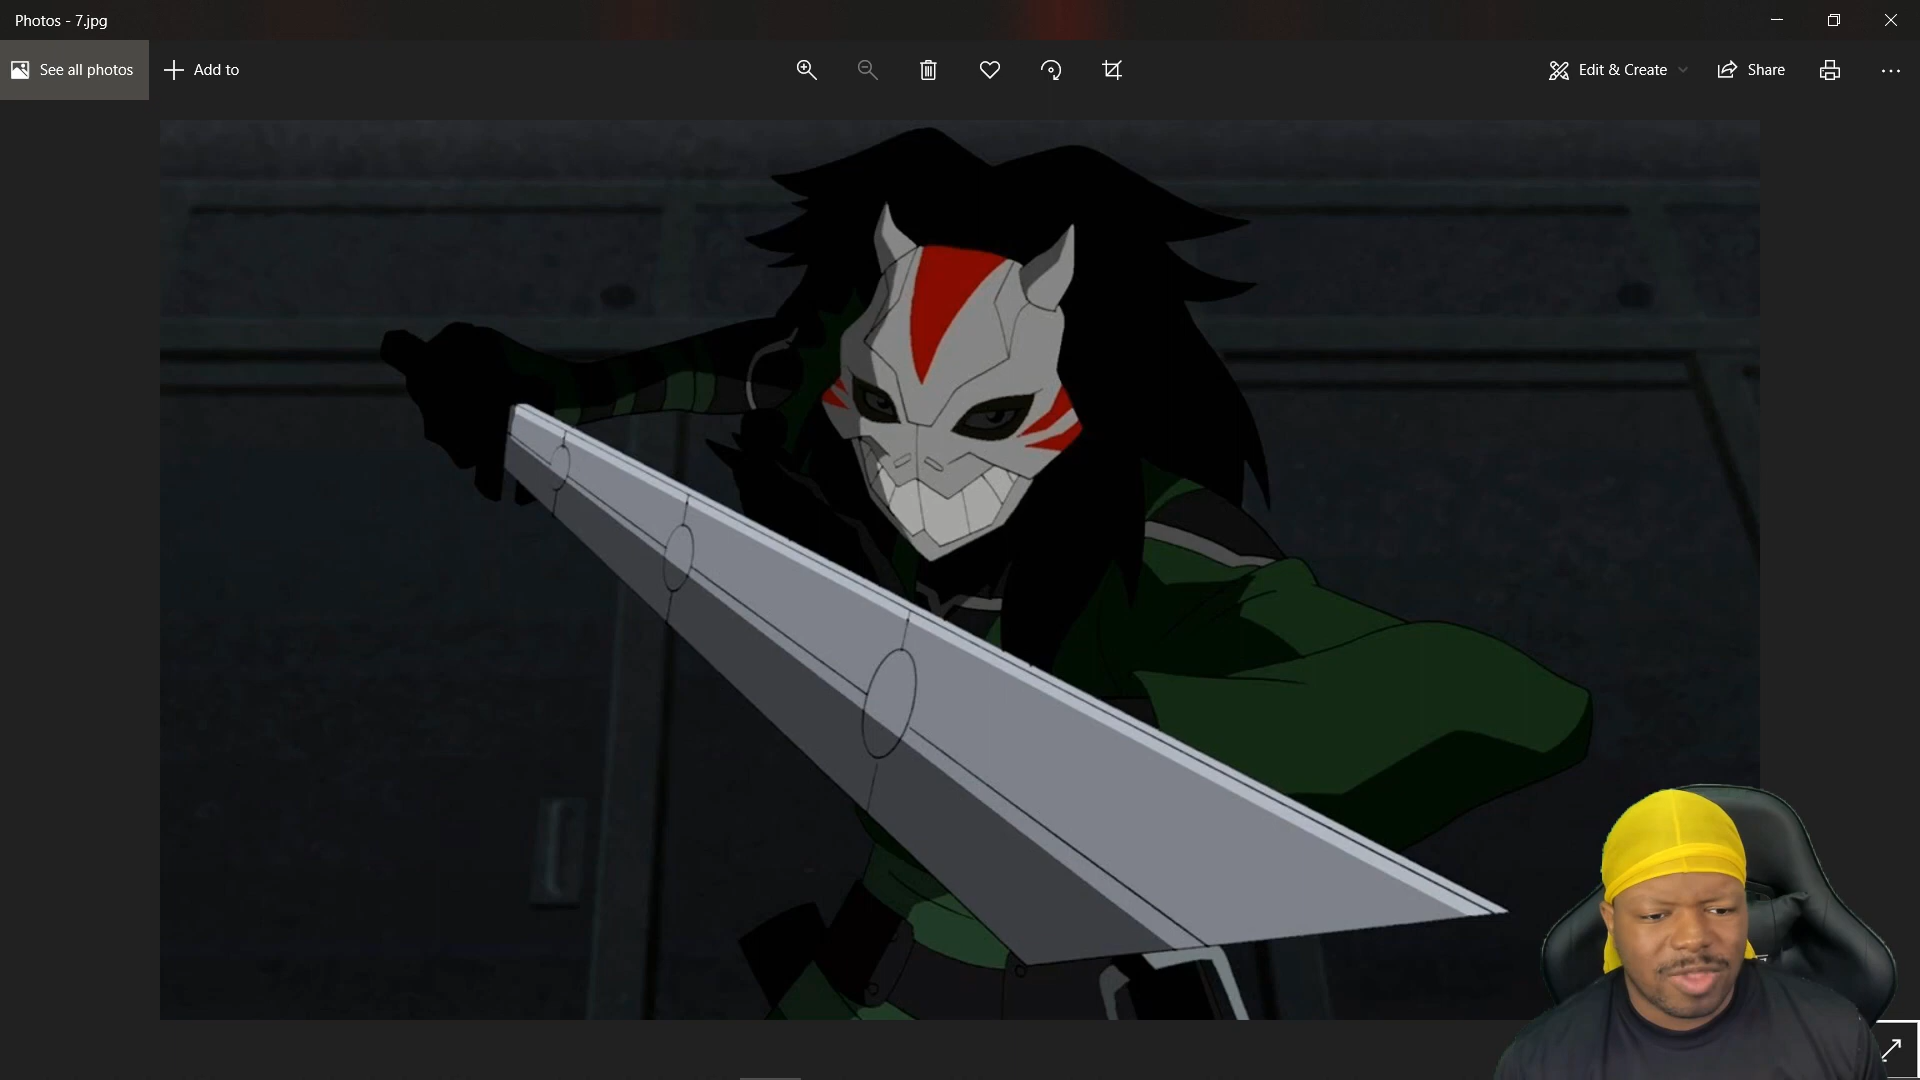 Photos - 7.jpg
See all photos
Add to
Edit & Create
Share